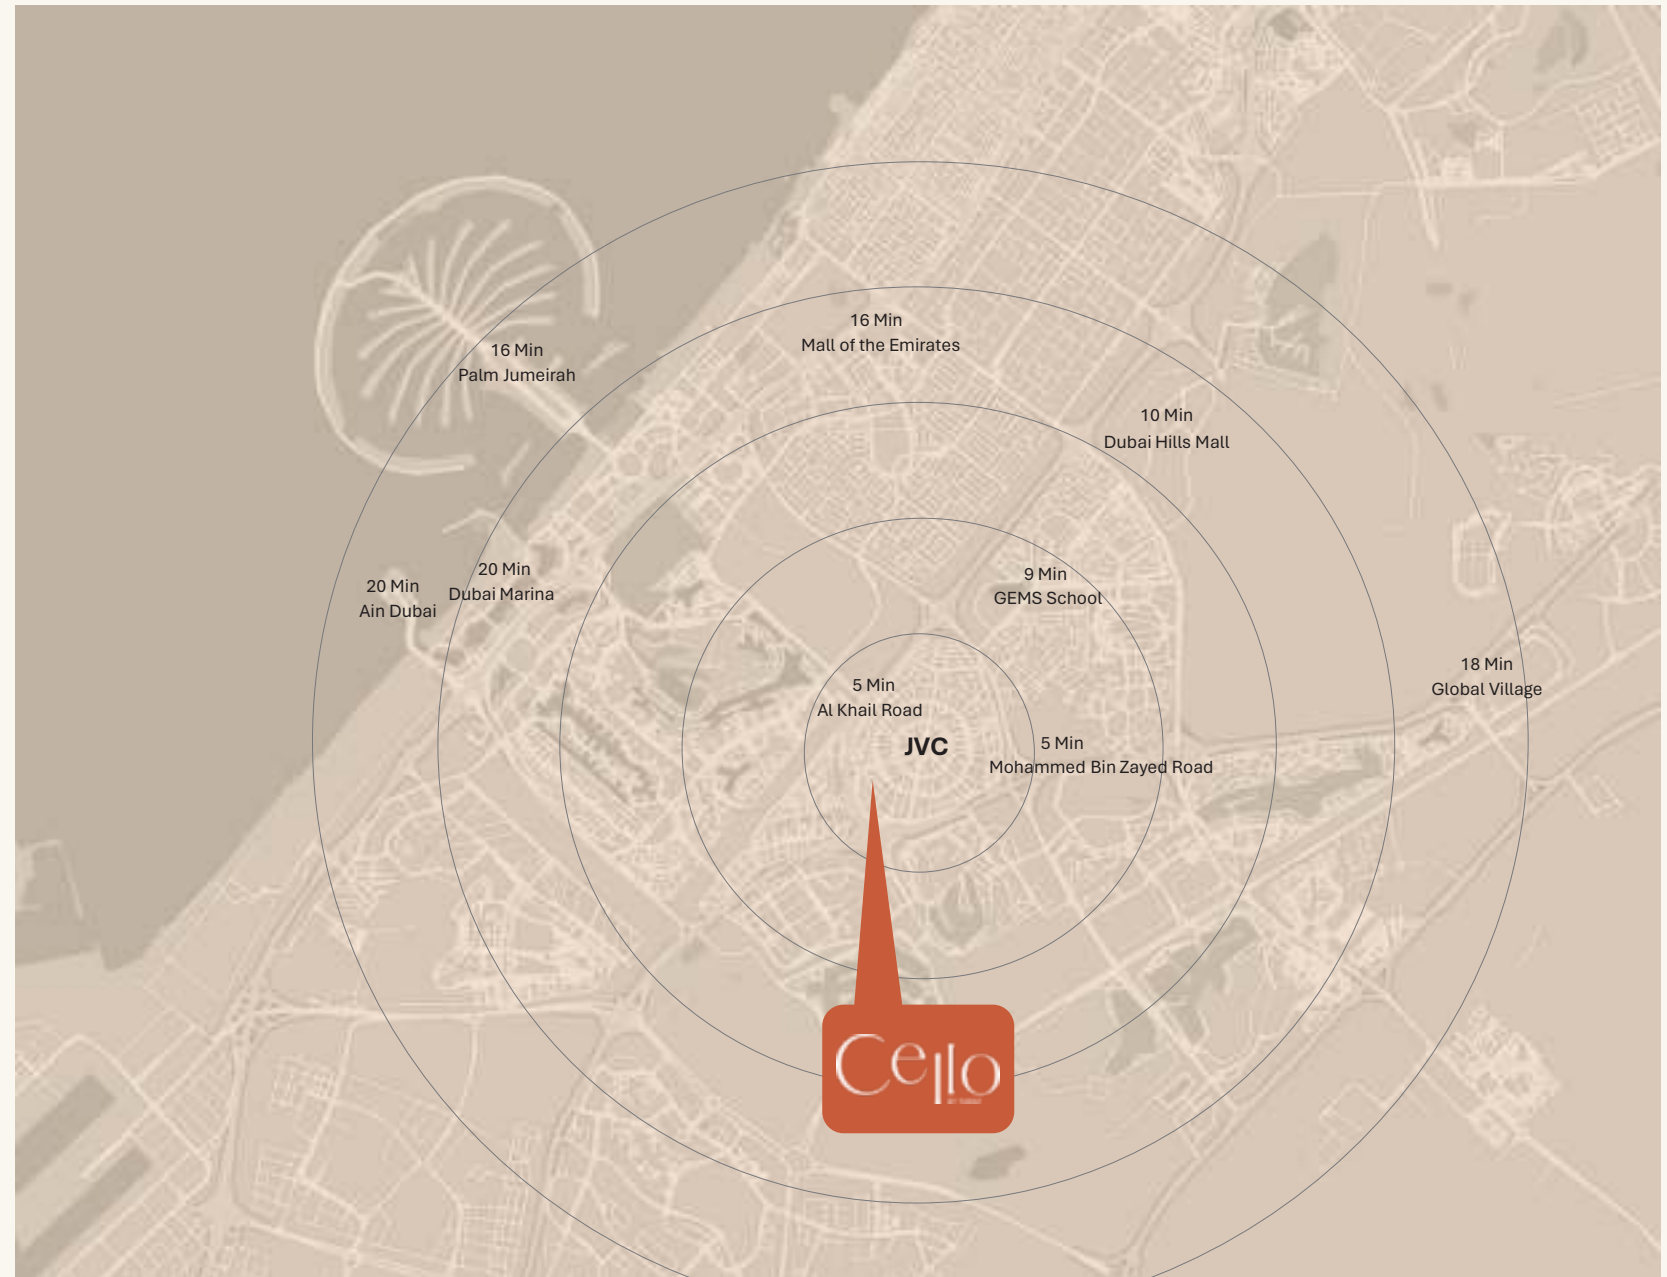 16 Min
Mall of the Emirates
16 Min
Palm Jumeirah
10 Min
Dubai Hills Mall
20 Min
Dubai Marina
20 Min
Ain Dubai
9 Min
GEMS School
18 Min
Global Village
5 Min
Al Khail Road
JVC
5 Min
Mohammed Bin Zayed Road
Cello